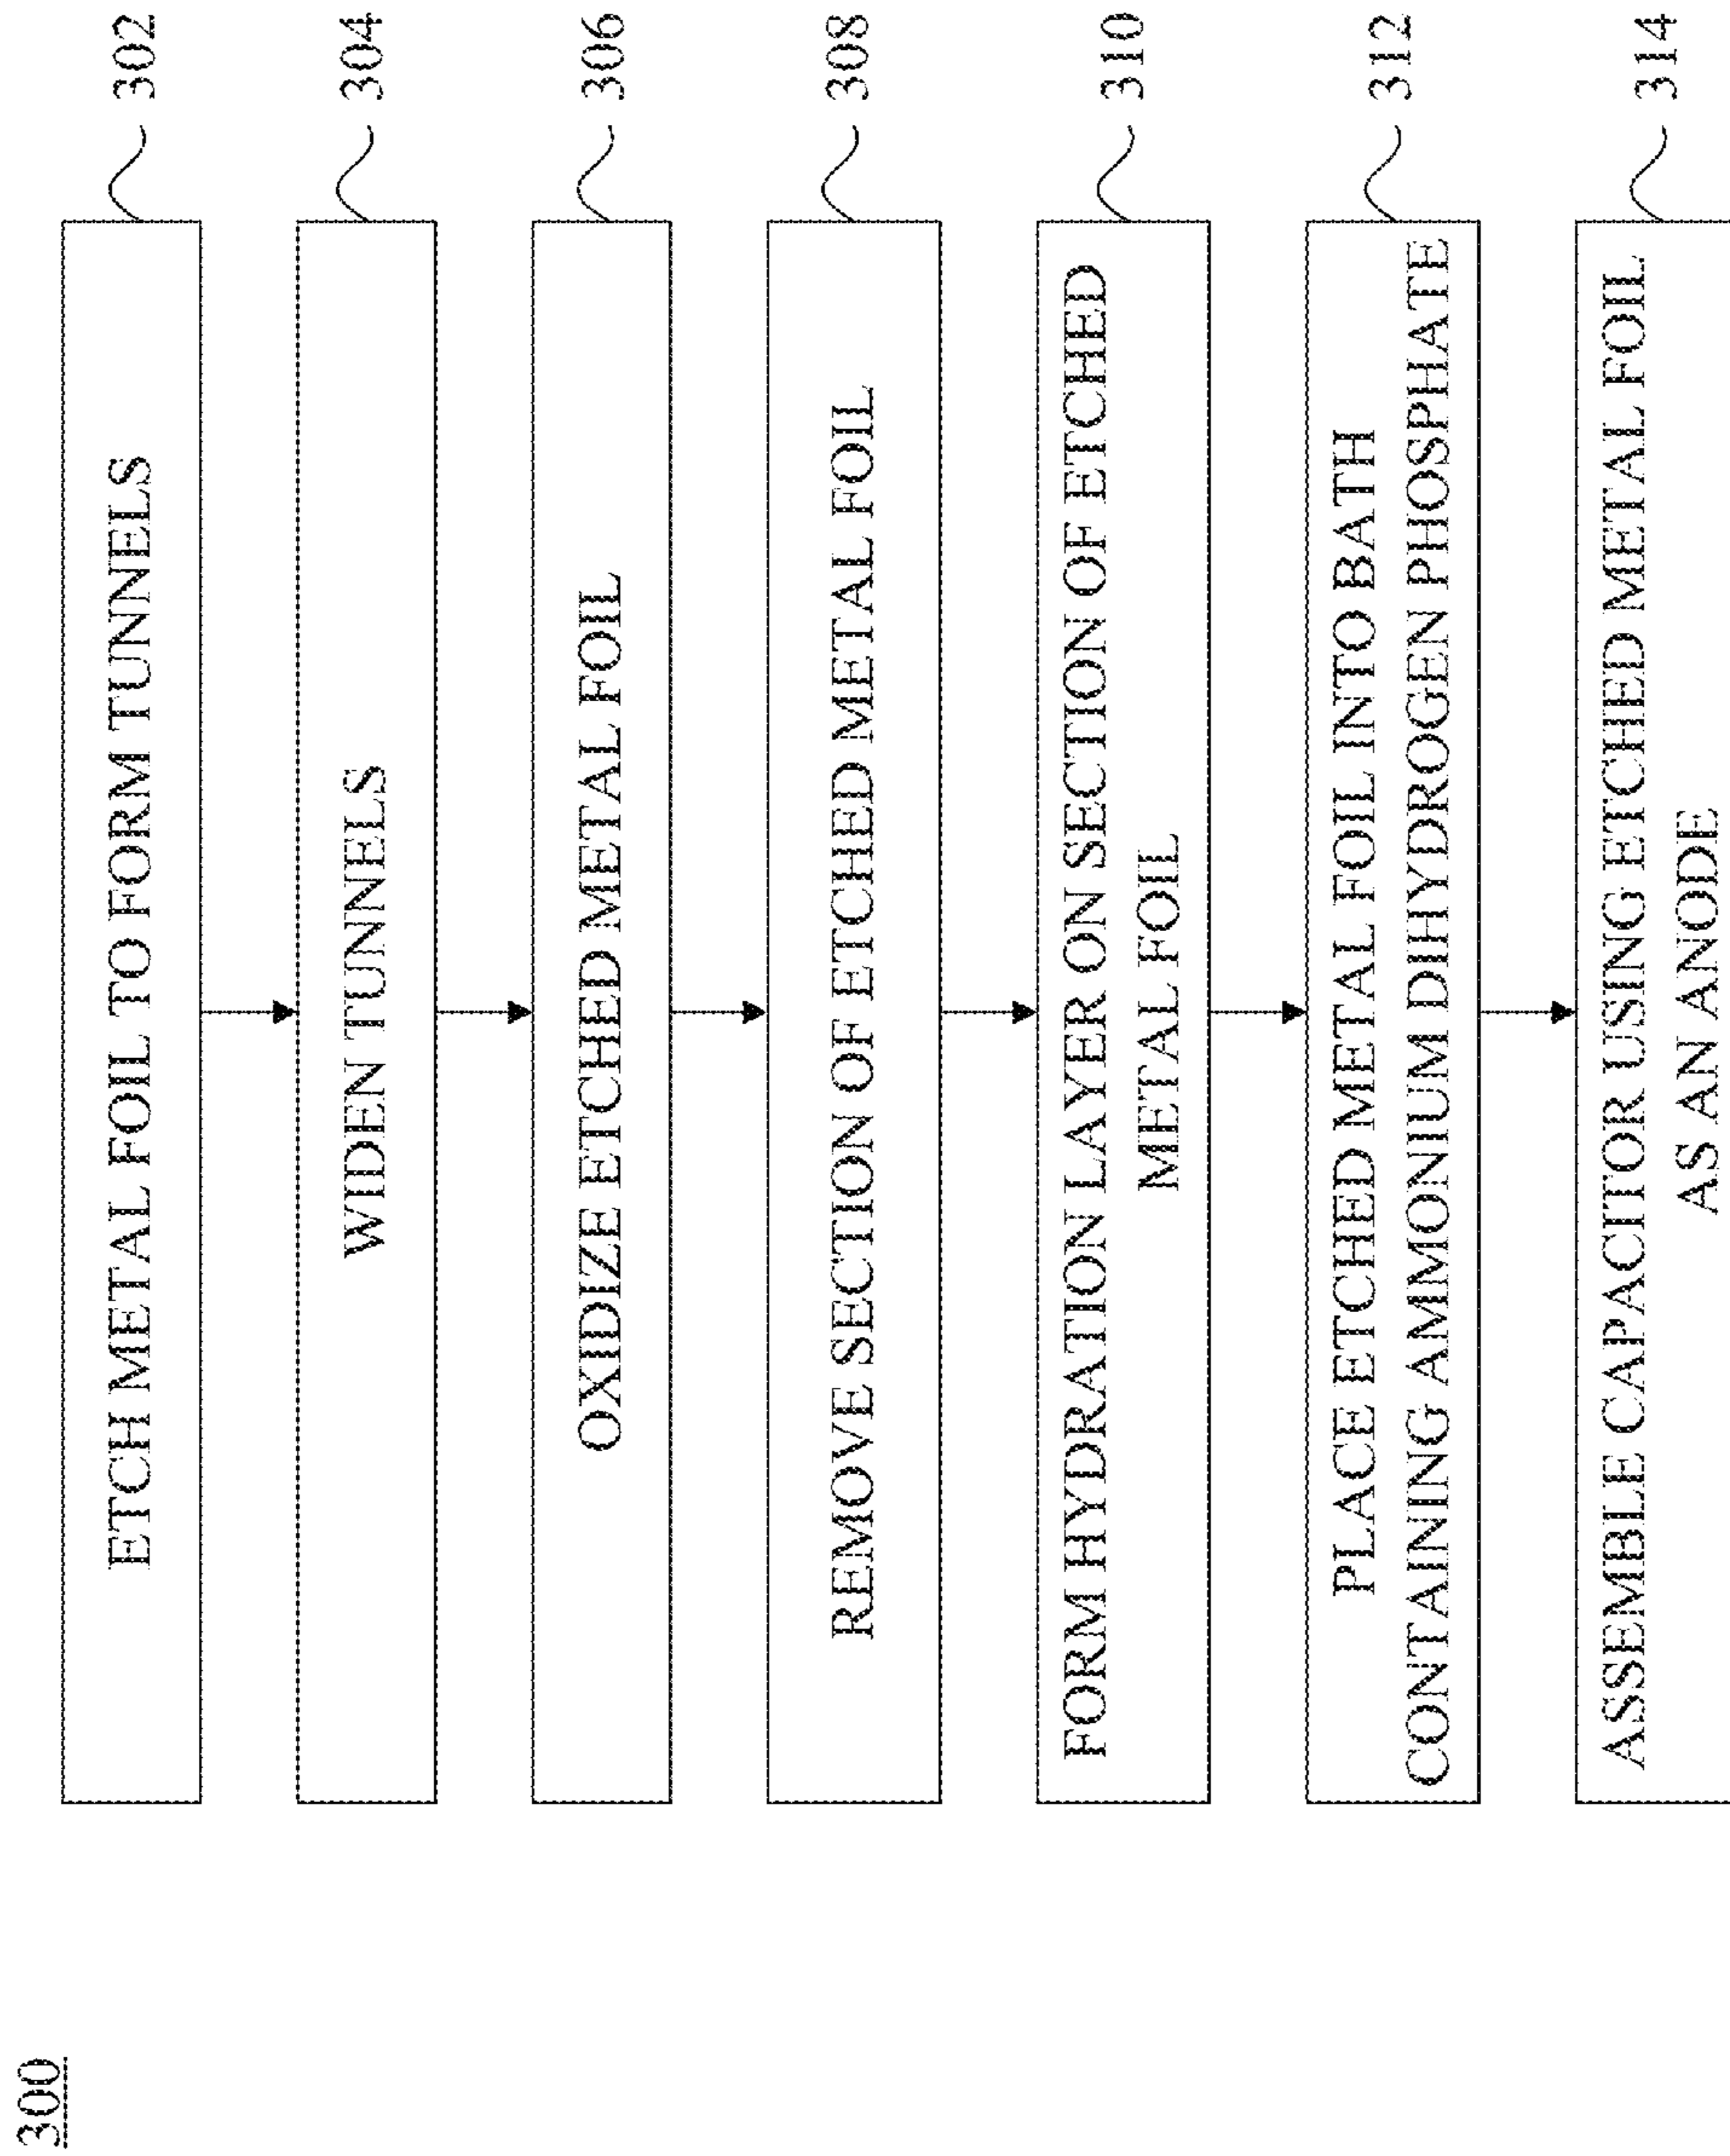 300
ETCH METAL FOIL TO FORM TUNNELS
302
WIDEN TUNNELS
304
OXIDIZE ETCHED METAL FOIL
306
REMOVE SECTION OF ETCHED METAL FOIL
308
FORM HYDRATION LAYER ON SECTION OF ETCHED
METAL FOIL
310
PLACE ETCHED METAL FOIL INTO BATH
CONTAINING AMMONIUM DIHYDROGEN PHOSPHATE
312
ASSEMBLE CAPACITOR USING ETCHED METAL FOIL
AS AN ANODE
314